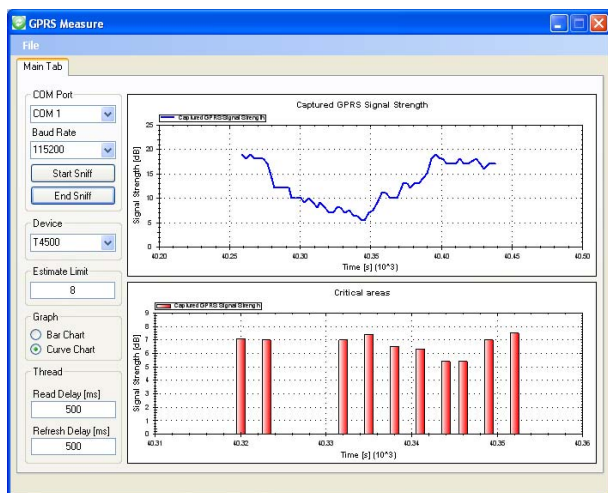 GPRS Measure
File
Main Tab
COM Port
COM 1
Baud Rate
115200
Start Sniff
End Sniff
Device
T4500
Estimate Limit
8
Graph
Bar Chart
Curve Chart
Thread
Read Delay [ms]
500
Refresh Delay [ms]
500
Captured GPRS Signal Strength
Captured GPRS Signal Strength
Signal Strength [dB]
25
20
15
10
5
0
40.20 40.25 40.30 40.35 40.40 40.45 40.50
Time [s] (10^3)
Critical areas
Captured GPRS Signal Strength
Signal Strength [dB]
9
8
7
6
5
4
3
2
1
0
40.31 40.32 40.33 40.34 40.35 40.36
Time [s] (10^3)